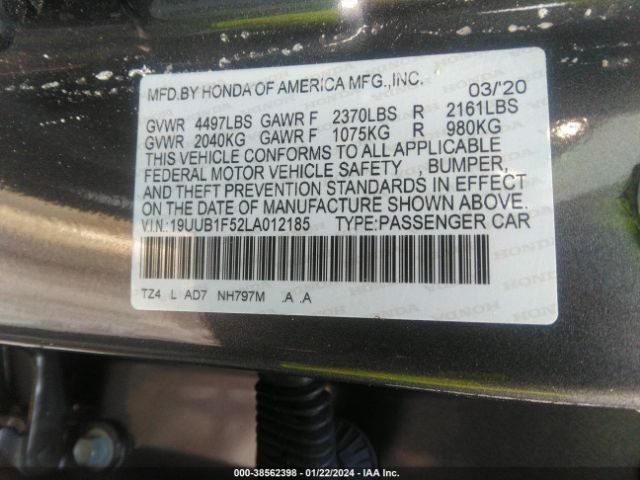 MFD.BY HONDA OF AMERICA MFG.,INC. 03/'20
GVWR 4497LBS GAWR F 2370LBS R 2161LBS
GVWR 2040KG GAWR F 1075KG R 980KG
THIS VEHICLE CONFORMS TO ALL APPLICABLE
FEDERAL MOTOR VEHICLE SAFETY , BUMPER,
AND THEFT PREVENTION STANDARDS IN EFFECT
ON THE DATE OF MANUFACTURE SHOWN ABOVE.
V.I.N.:19UUB1F52LA012185 TYPE:PASSENGER CAR
TZ4 L AD7 NH797M .A .A
000-38562398 - 01/22/2024 - IAA Inc.